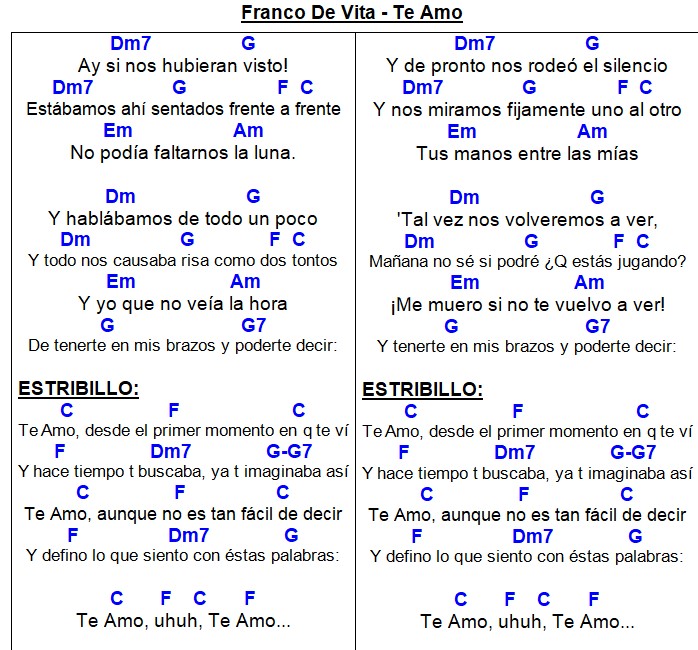 Franco De Vita - Te Amo
Dm7 G
Ay si nos hubieran visto!
Dm7 G F C
Estábamos ahí sentados frente a frente
Em Am
No podía faltarnos la luna.
Dm G
Y hablábamos de todo un poco
Dm G F C
Y todo nos causaba risa como dos tontos
Em Am
Y yo que no veía la hora
G G7
De tenerte en mis brazos y poderte decir:
ESTRIBILLO:
C F C
Te Amo, desde el primer momento en q te ví
F Dm7 G-G7
Y hace tiempo t buscaba, ya t imaginaba así
C F C
Te Amo, aunque no es tan fácil de decir
F Dm7 G
Y defino lo que siento con éstas palabras:
C F C F
Te Amo, uhuh, Te Amo...
Dm7 G
Y de pronto nos rodeó el silencio
Dm7 G F C
Y nos miramos fijamente uno al otro
Em Am
Tus manos entre las mías
Dm G
'Tal vez nos volveremos a ver,
Dm G F C
Mañana no sé si podré ¿Q estás jugando?
Em Am
¡Me muero si no te vuelvo a ver!
G G7
Y tenerte en mis brazos y poderte decir:
ESTRIBILLO:
C F C
Te Amo, desde el primer momento en q te ví
F Dm7 G-G7
Y hace tiempo t buscaba, ya t imaginaba así
C F C
Te Amo, aunque no es tan fácil de decir
F Dm7 G
Y defino lo que siento con éstas palabras:
C F C F
Te Amo, uhuh, Te Amo...